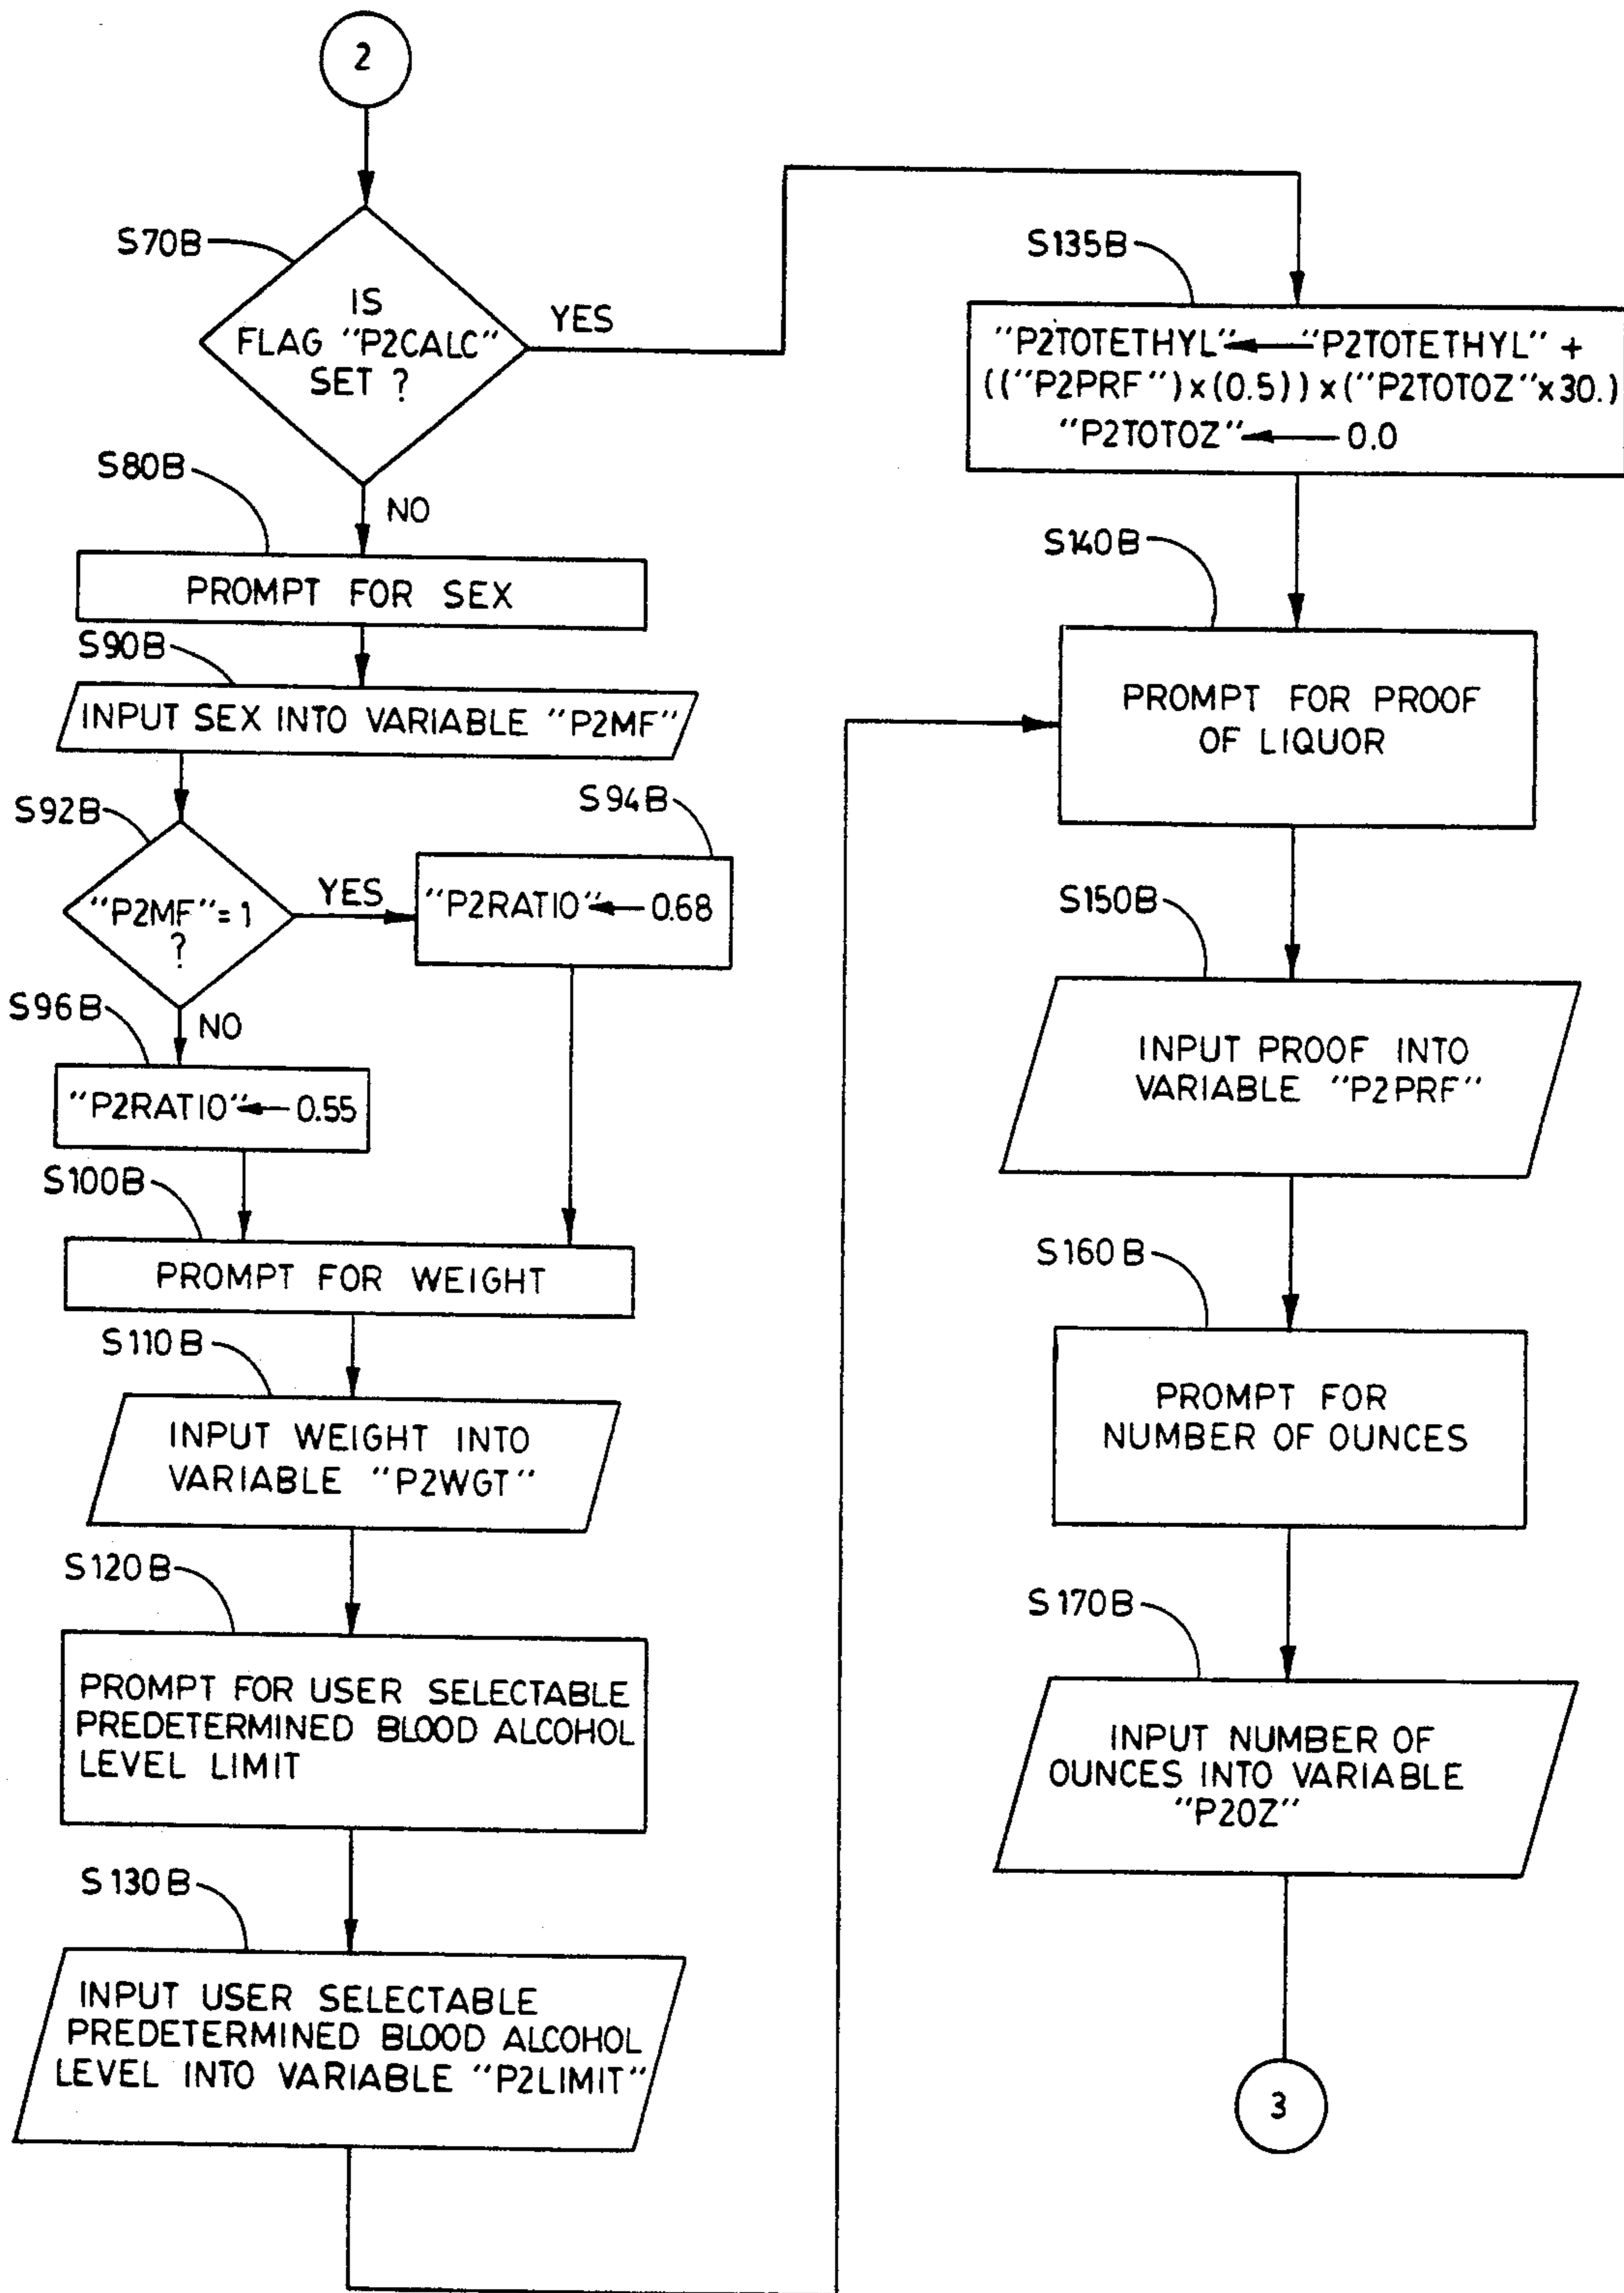 2
S70B
IS
FLAG "P2CALC"
SET ?
YES
NO
S80B
PROMPT FOR SEX
S90B
INPUT SEX INTO VARIABLE "P2MF"
S92B
"P2MF" = 1
?
YES
NO
S94B
"P2RATIO" ← 0.68
S96B
"P2RATIO" ← 0.55
S100B
PROMPT FOR WEIGHT
S110B
INPUT WEIGHT INTO
VARIABLE "P2WGT"
S120B
PROMPT FOR USER SELECTABLE
PREDETERMINED BLOOD ALCOHOL
LEVEL LIMIT
S130B
INPUT USER SELECTABLE
PREDETERMINED BLOOD ALCOHOL
LEVEL INTO VARIABLE "P2LIMIT"
S135B
"P2TOTETHYL" ← "P2TOTETHYL" +
(("P2PRF") x (0.5)) x ("P2TOTOZ" x 30.)
"P2TOTOZ" ← 0.0
S140B
PROMPT FOR PROOF
OF LIQUOR
S150B
INPUT PROOF INTO
VARIABLE "P2PRF"
S160B
PROMPT FOR
NUMBER OF OUNCES
S170B
INPUT NUMBER OF
OUNCES INTO VARIABLE
"P2OZ"
3